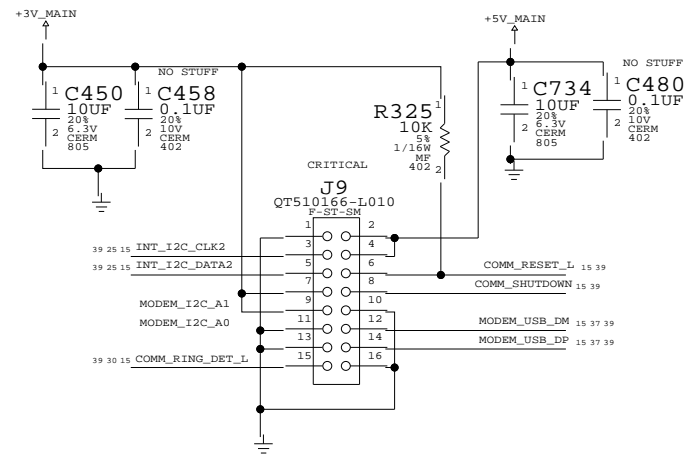 +3V_MAIN
+5V_MAIN
NO STUFF
1 C450
10UF
20%
6.3V
CERM
805
2
1 C458
0.1UF
20%
10V
CERM
402
2
R325
10K
5%
1/16W
MF
402
1
2
1 C734
10UF
20%
6.3V
CERM
805
2
NO STUFF
1 C480
0.1UF
20%
10V
CERM
402
2
CRITICAL
J9
QT510166-L010
F-ST-SM
1 2
3 4
39 25 15 INT_I2C_CLK2
5 6
39 25 15 INT_I2C_DATA2
COMM_RESET_L 15 39
7 8
COMM_SHUTDOWN 15 39
MODEM_I2C_A1
9 10
MODEM_I2C_A0
11 12
MODEM_USB_DM 15 37 39
13 14
MODEM_USB_DP 15 37 39
39 30 15 COMM_RING_DET_L
15 16